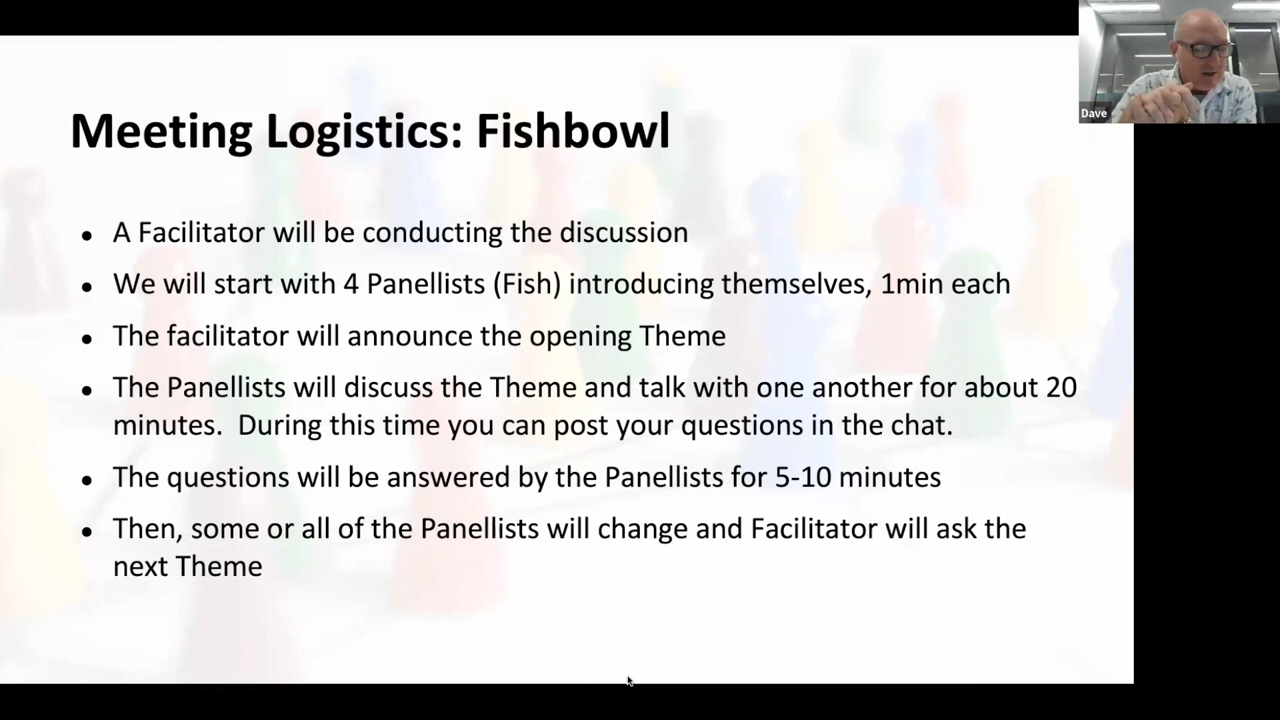 Dave
Meeting Logistics: Fishbowl
• A Facilitator will be conducting the discussion
• We will start with 4 Panellists (Fish) introducing themselves, 1min each
• The facilitator will announce the opening Theme
• The Panellists will discuss the Theme and talk with one another for about 20
minutes.  During this time you can post your questions in the chat.
• The questions will be answered by the Panellists for 5-10 minutes
• Then, some or all of the Panellists will change and Facilitator will ask the
next Theme